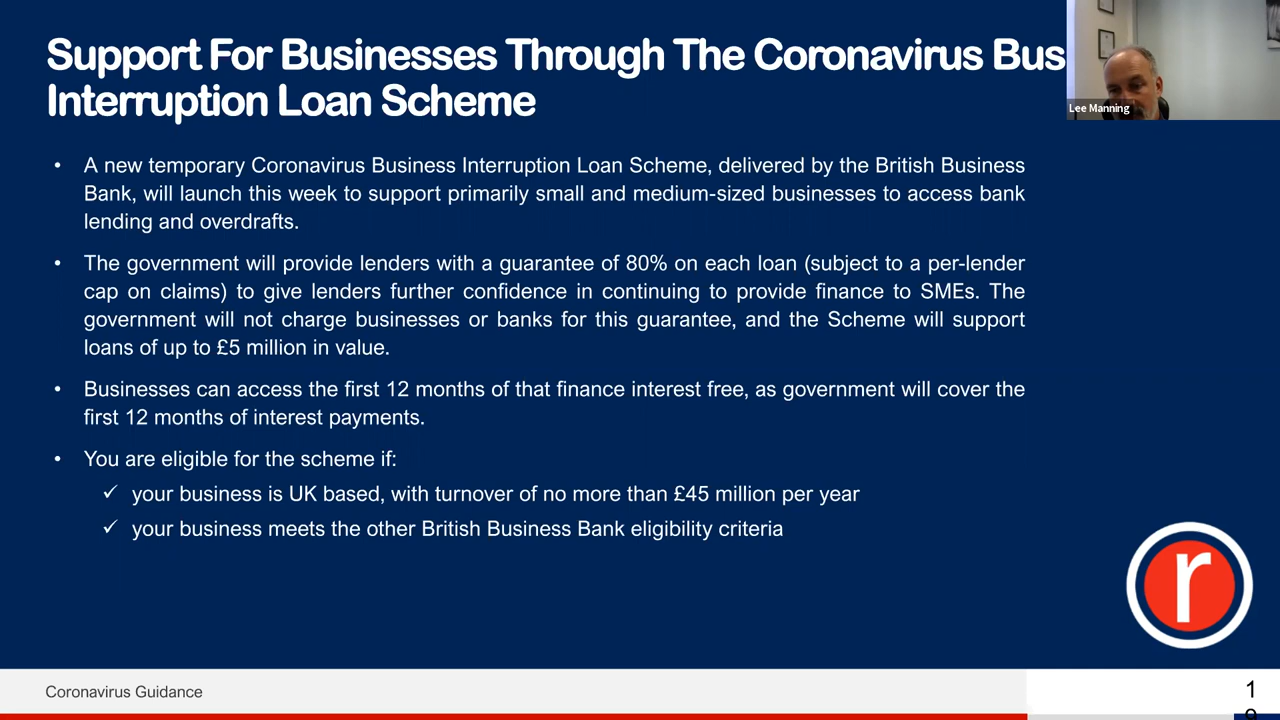 Support For Businesses Through The Coronavirus Bus
Interruption Loan Scheme
Lee Manning
• A new temporary Coronavirus Business Interruption Loan Scheme, delivered by the British Business
Bank, will launch this week to support primarily small and medium-sized businesses to access bank
lending and overdrafts.
• The government will provide lenders with a guarantee of 80% on each loan (subject to a per-lender
cap on claims) to give lenders further confidence in continuing to provide finance to SMEs. The
government will not charge businesses or banks for this guarantee, and the Scheme will support
loans of up to £5 million in value.
• Businesses can access the first 12 months of that finance interest free, as government will cover the
first 12 months of interest payments.
• You are eligible for the scheme if:
✓ your business is UK based, with turnover of no more than £45 million per year
✓ your business meets the other British Business Bank eligibility criteria
r
Coronavirus Guidance
1